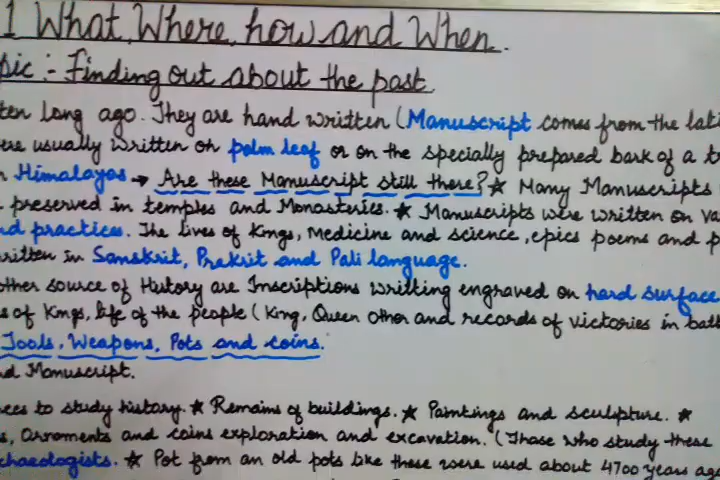 1 What, Where, how and When.
pic :- Finding out about the past
ten long ago. They are hand written (Manuscript comes from the lati
ere usually written on palm leaf or on the specially prepared bark of a t
n Himalayas → Are these Manuscript still there? ★ Many Manuscripts
preserved in temples and Monasteries. ★ Manuscripts were written on va
nd practices. The lives of Kings, Medicine and science, epics poems and p
ritten in Sanskrit, Prakrit and Pali language.
other source of History are Inscriptions writting engraved on hard surface
s of Kings, life of the people (King, Queen other and records of victories in batt
Tools, Weapons, Pots and coins.
nd Manuscript.
ces to study history. ★ Remains of buildings. ★ Paintings and sculpture. ★
s, Ornaments and coins exploration and excavation. (Those who study these
chaeologists. ★ Pot from an old pots like these were used about 4700 years ago